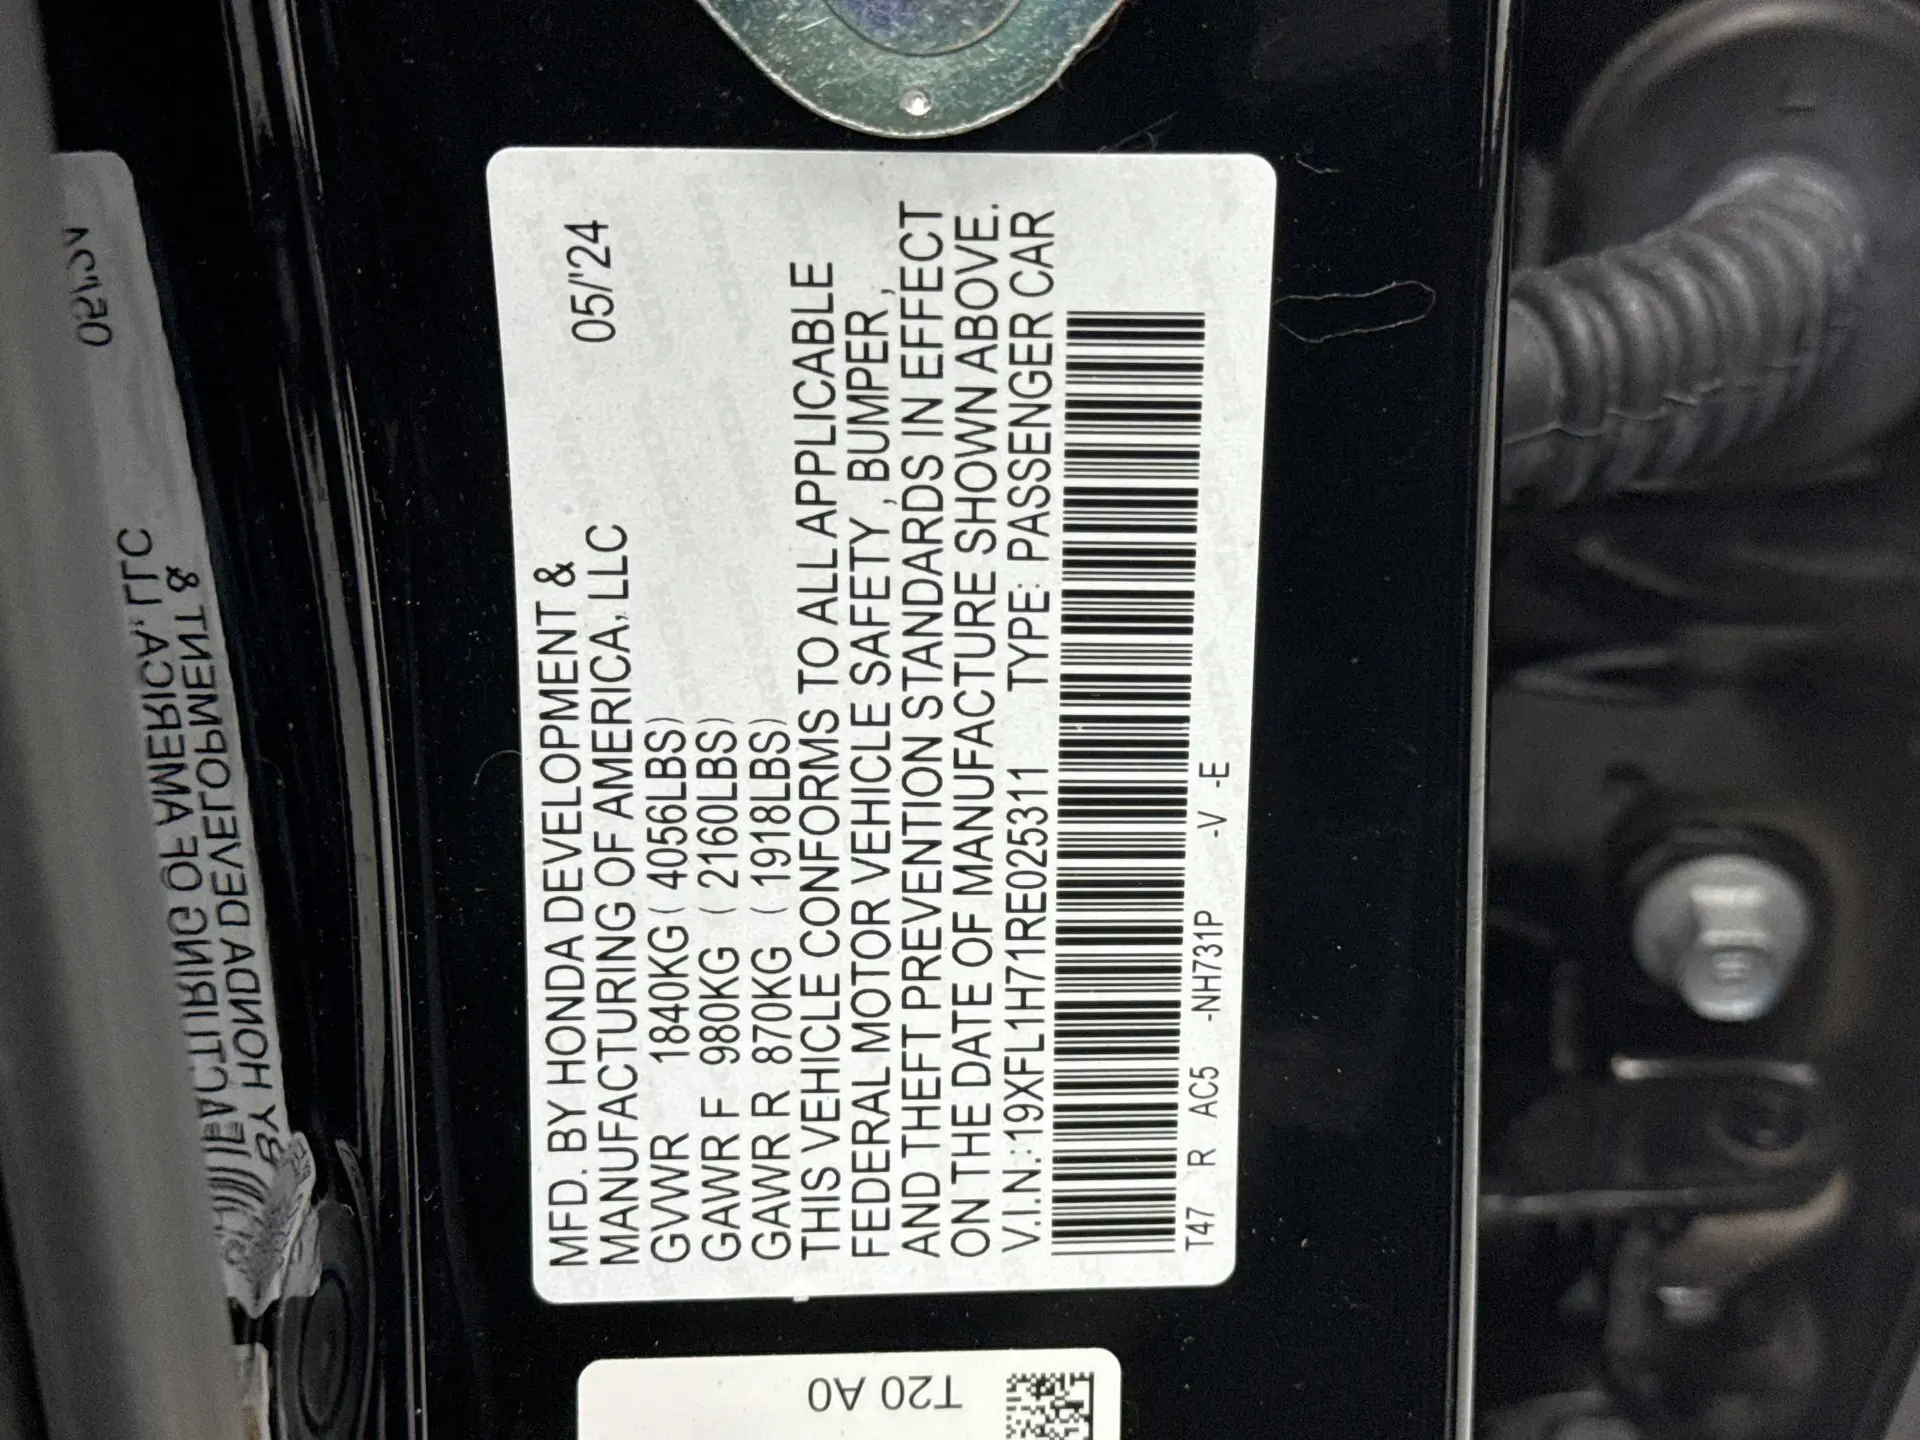 MFD. BY HONDA DEVELOPMENT &
MANUFACTURING OF AMERICA, LLC 05/'24
GVWR 1840KG ( 4056LBS)
GAWR F 980KG ( 2160LBS)
GAWR R 870KG ( 1918LBS)
THIS VEHICLE CONFORMS TO ALL APPLICABLE
FEDERAL MOTOR VEHICLE SAFETY , BUMPER ,
AND THEFT PREVENTION STANDARDS IN EFFECT
ON THE DATE OF MANUFACTURE SHOWN ABOVE.
V.I.N.:19XFL1H71RE025311 TYPE: PASSENGER CAR
T47 R AC5 -NH731P -V -E
T20 A0